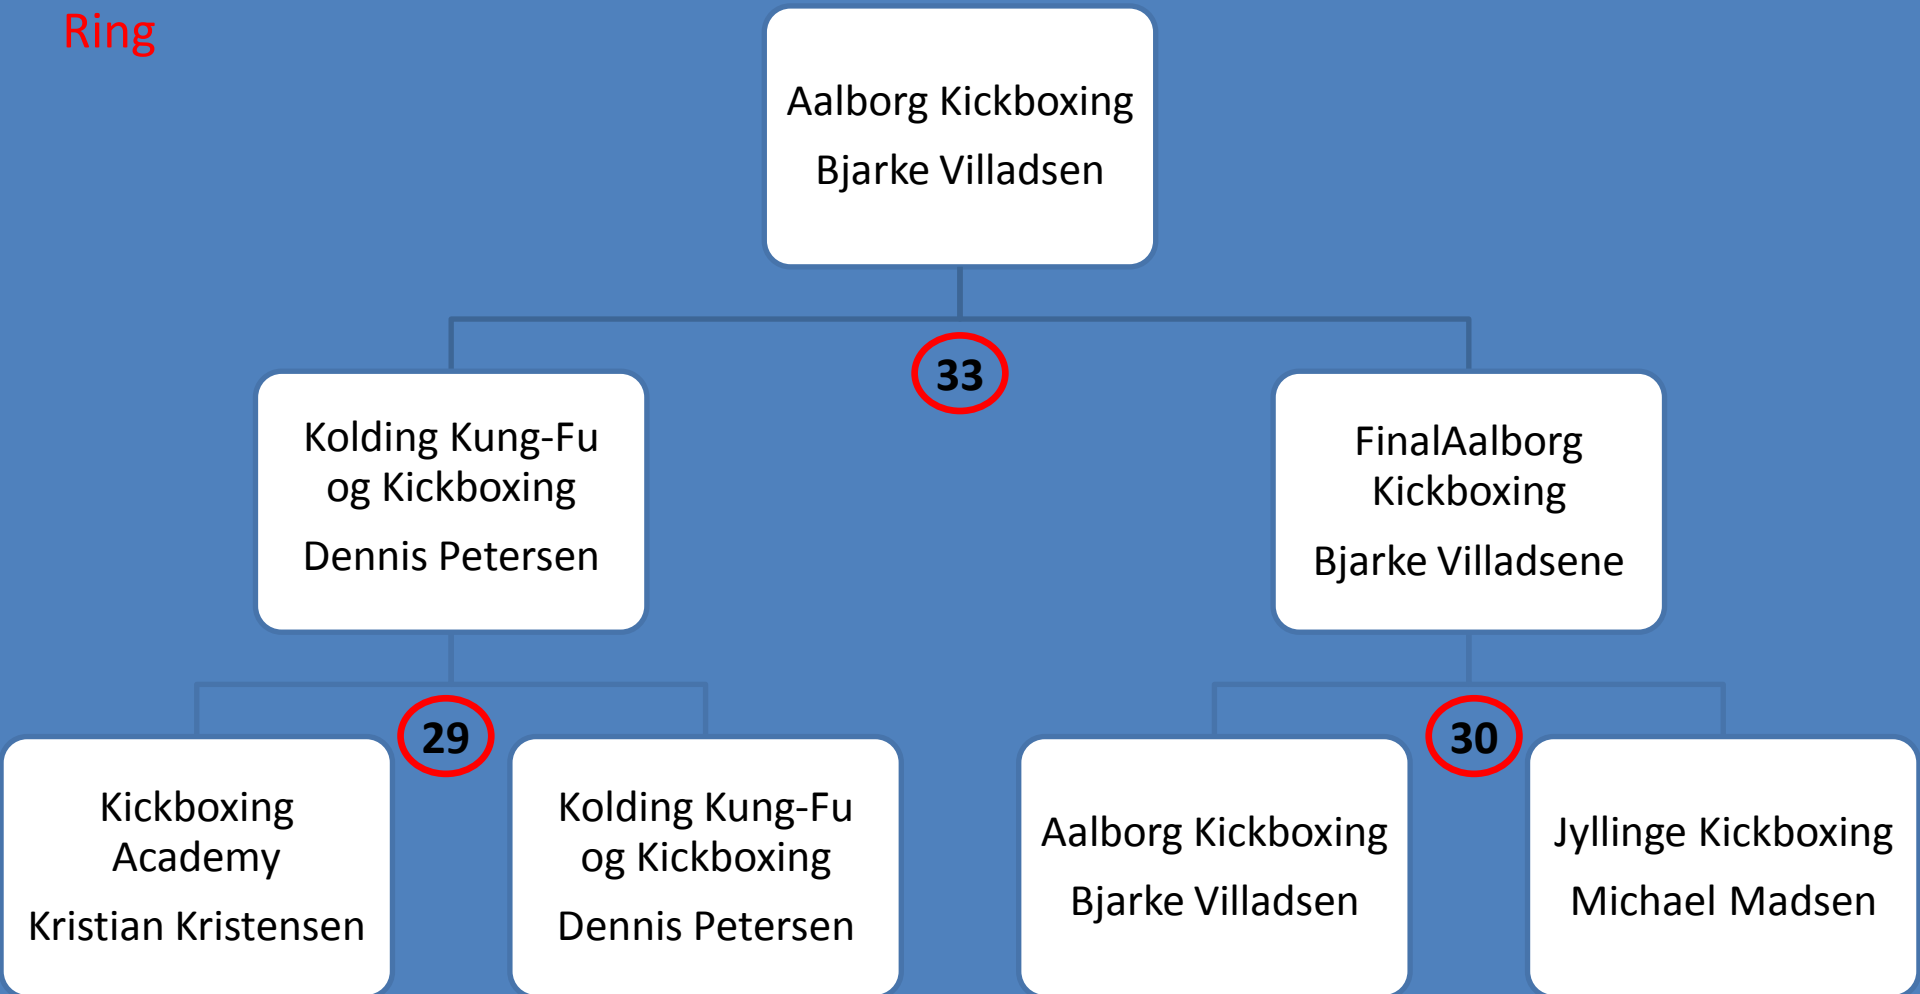 Ring
Aalborg Kickboxing
Bjarke Villadsen
33
Kolding Kung-Fu
og Kickboxing
Dennis Petersen
FinalAalborg
Kickboxing
Bjarke Villadsene
29
30
Kickboxing
Academy
Kristian Kristensen
Kolding Kung-Fu
og Kickboxing
Dennis Petersen
Aalborg Kickboxing
Bjarke Villadsen
Jyllinge Kickboxing
Michael Madsen